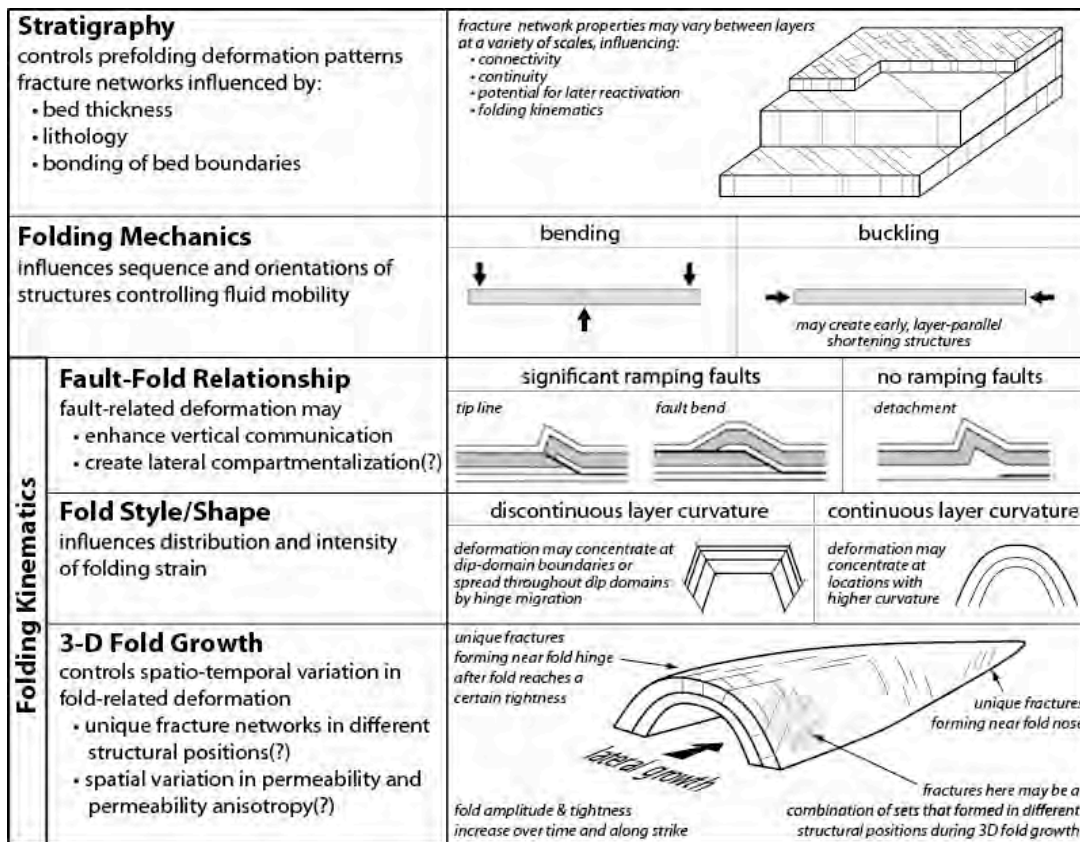 Stratigraphy
controls prefolding deformation patterns
fracture networks influenced by:
• bed thickness
• lithology
• bonding of bed boundaries
fracture network properties may vary between layers
at a variety of scales, influencing:
• connectivity
• continuity
• potential for later reactivation
• folding kinematics
Folding Mechanics
influences sequence and orientations of
structures controlling fluid mobility
bending
buckling
may create early, layer-parallel
shortening structures
Folding Kinematics
Fault-Fold Relationship
fault-related deformation may
• enhance vertical communication
• create lateral compartmentalization(?)
significant ramping faults
tip line
fault bend
no ramping faults
detachment
Fold Style/Shape
influences distribution and intensity
of folding strain
discontinuous layer curvature
deformation may concentrate at
dip-domain boundaries or
spread throughout dip domains
by hinge migration
continuous layer curvature
deformation may
concentrate at
locations with
higher curvature
3-D Fold Growth
controls spatio-temporal variation in
fold-related deformation
• unique fracture networks in different
structural positions(?)
• spatial variation in permeability and
permeability anisotropy(?)
unique fractures
forming near fold hinge
after fold reaches a
certain tightness
lateral growth
unique fractures
forming near fold nose
fold amplitude & tightness
increase over time and along strike
fractures here may be a
combination of sets that formed in different
structural positions during 3D fold growth